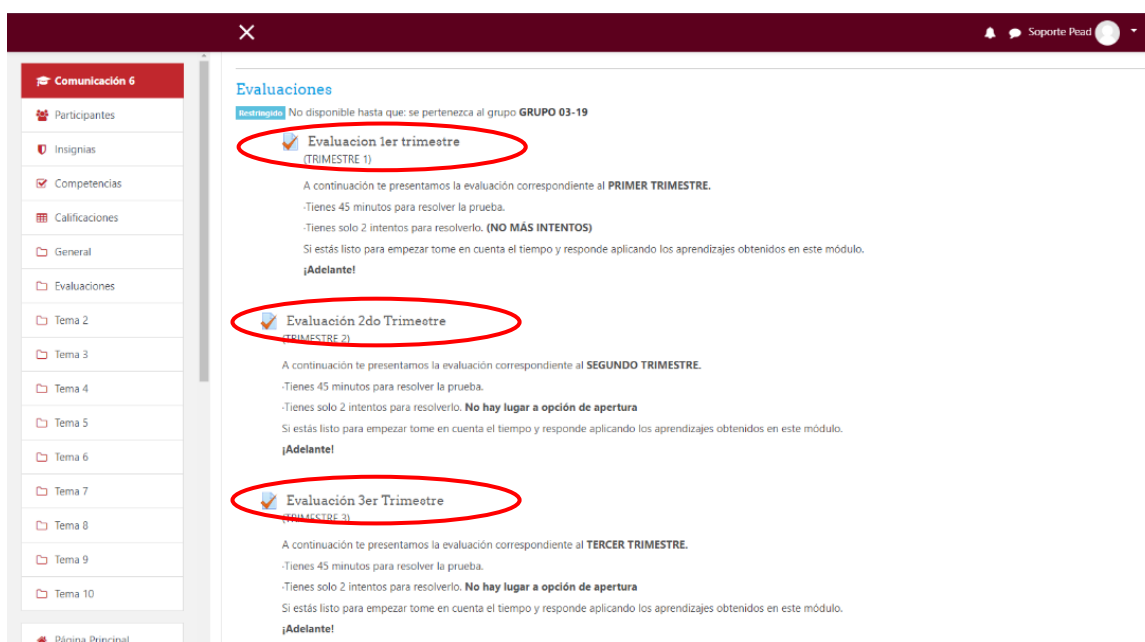 Soporte Pead
Comunicación 6
Participantes
Insignias
Competencias
Calificaciones
General
Evaluaciones
Tema 2
Tema 3
Tema 4
Tema 5
Tema 6
Tema 7
Tema 8
Tema 9
Tema 10
Página Principal
Evaluaciones
Restringido No disponible hasta que: se pertenezca al grupo GRUPO 03-19
Evaluacion 1er trimestre
(TRIMESTRE 1)
A continuación te presentamos la evaluación correspondiente al PRIMER TRIMESTRE.
-Tienes 45 minutos para resolver la prueba.
-Tienes solo 2 intentos para resolverlo. (NO MÁS INTENTOS)
Si estás listo para empezar tome en cuenta el tiempo y responde aplicando los aprendizajes obtenidos en este módulo.
¡Adelante!
Evaluación 2do Trimestre
(TRIMESTRE 2)
A continuación te presentamos la evaluación correspondiente al SEGUNDO TRIMESTRE.
-Tienes 45 minutos para resolver la prueba.
-Tienes solo 2 intentos para resolverlo. No hay lugar a opción de apertura
Si estás listo para empezar tome en cuenta el tiempo y responde aplicando los aprendizajes obtenidos en este módulo.
¡Adelante!
Evaluación 3er Trimestre
(TRIMESTRE 3)
A continuación te presentamos la evaluación correspondiente al TERCER TRIMESTRE.
-Tienes 45 minutos para resolver la prueba.
-Tienes solo 2 intentos para resolverlo. No hay lugar a opción de apertura
Si estás listo para empezar tome en cuenta el tiempo y responde aplicando los aprendizajes obtenidos en este módulo.
¡Adelante!